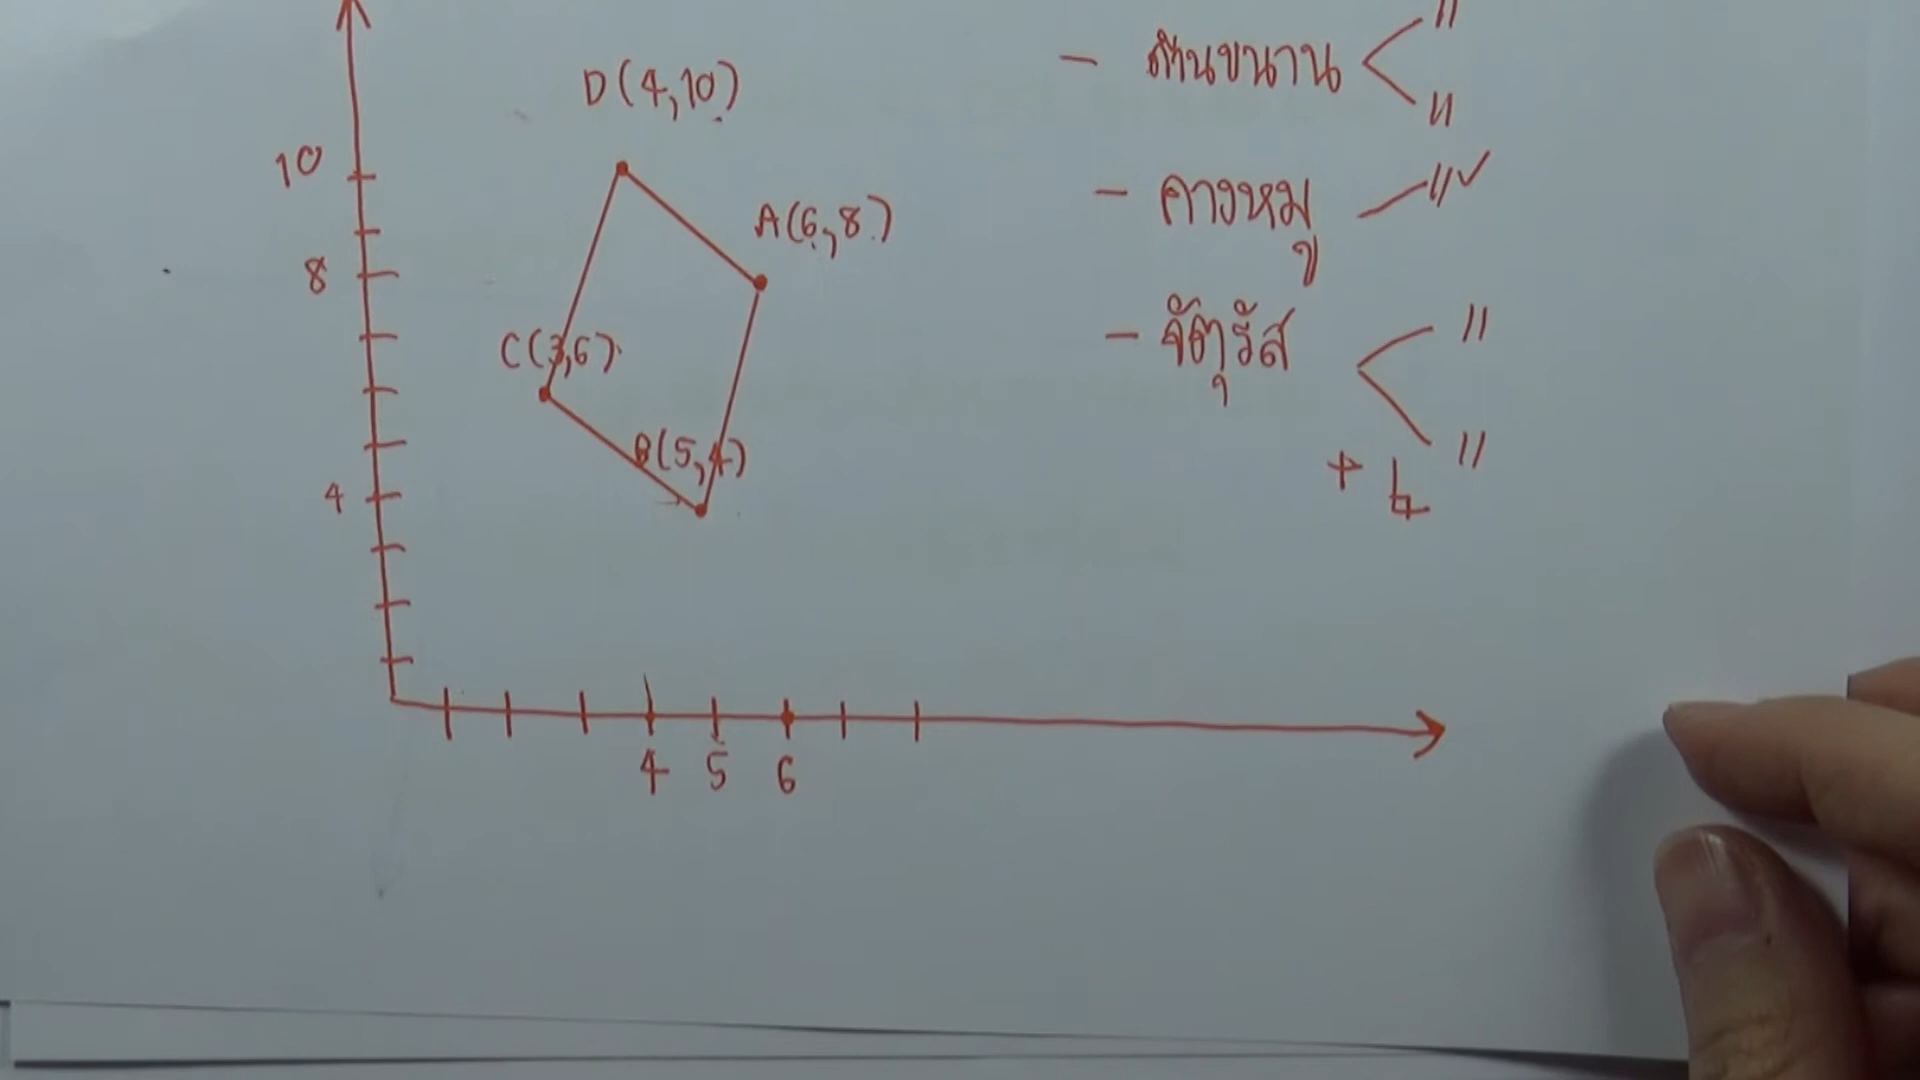 D(4,10)
A(6,8)
C(3,6)
B(5,4)
10
8
4
4 5 6
- ด้านขนาน < //
//
- คางหมู — // ✓
- จัตุรัส < //
//
+